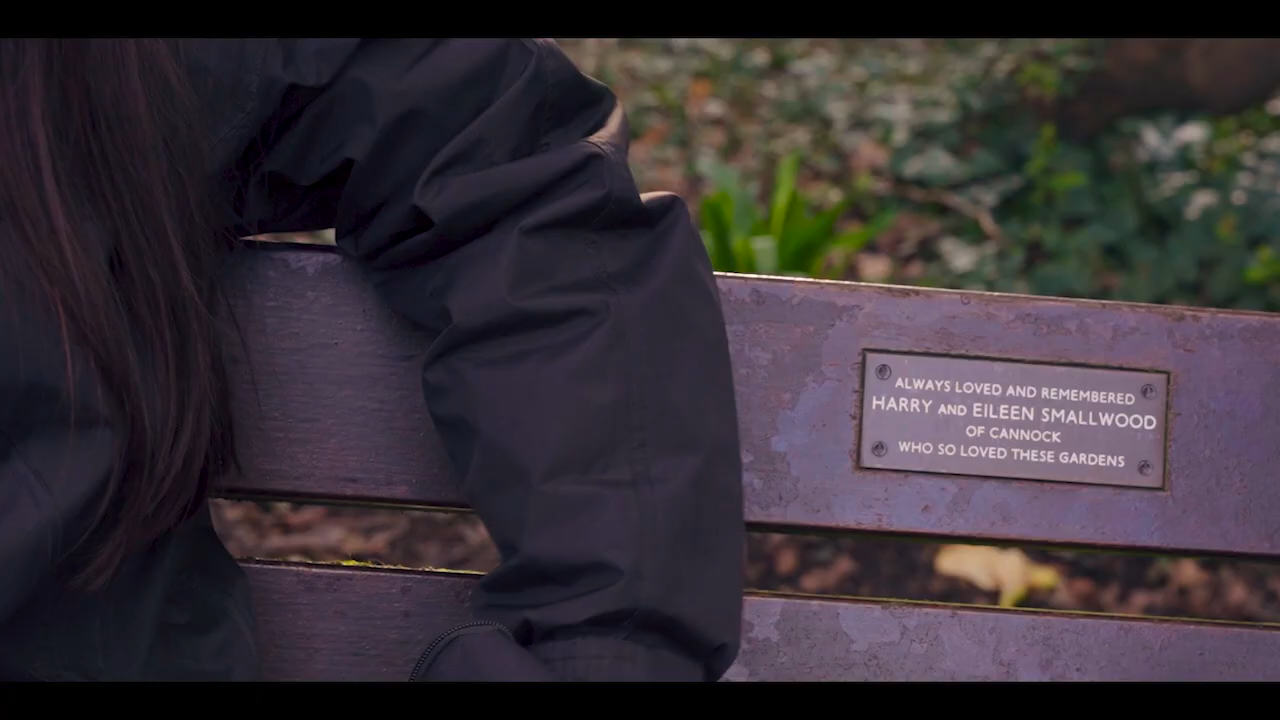 ALWAYS LOVED AND REMEMBERED
HARRY AND EILEEN SMALLWOOD
OF CANNOCK
WHO SO LOVED THESE GARDENS